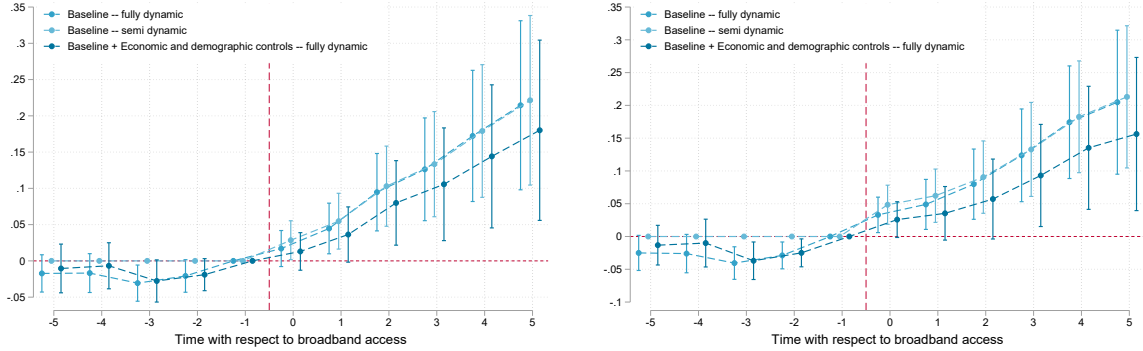 .35
.3
.25
.2
.15
.1
.05
0
-.05
Baseline -- fully dynamic
Baseline -- semi dynamic
Baseline + Economic and demographic controls -- fully dynamic
-5 -4 -3 -2 -1 0 1 2 3 4 5
Time with respect to broadband access
.35
.3
.25
.2
.15
.1
.05
0
-.05
-.1
Baseline -- fully dynamic
Baseline -- semi dynamic
Baseline + Economic and demographic controls -- fully dynamic
-5 -4 -3 -2 -1 0 1 2 3 4 5
Time with respect to broadband access